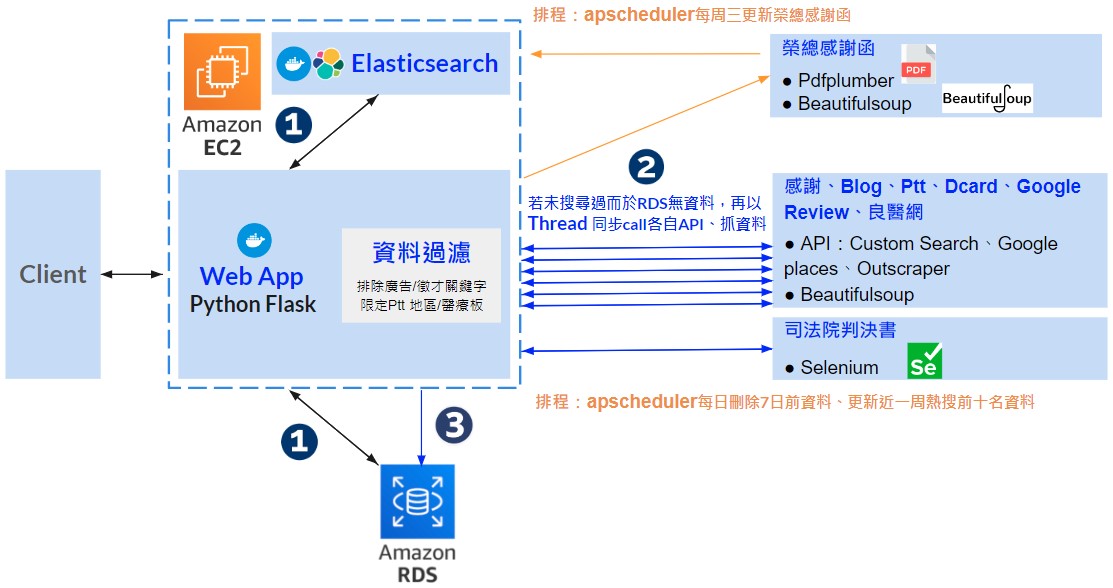 排程：apscheduler每周三更新榮總感謝函
Elasticsearch
Amazon
EC2
1
榮總感謝函
PDF
● Pdfplumber
● Beautifulsoup
BeautifulSoup
2
若未搜尋過而於RDS無資料，再以
Thread 同步call各自API、抓資料
感謝、Blog、Ptt、Dcard、Google
Review、良醫網
● API：Custom Search、Google
places、Outscraper
● Beautifulsoup
Client
Web App
Python Flask
資料過濾
排除廣告/徵才關鍵字
限定Ptt 地區/醫療板
司法院判決書
● Selenium
Se
排程：apscheduler每日刪除7日前資料、更新近一周熱搜前十名資料
1
3
Amazon
RDS